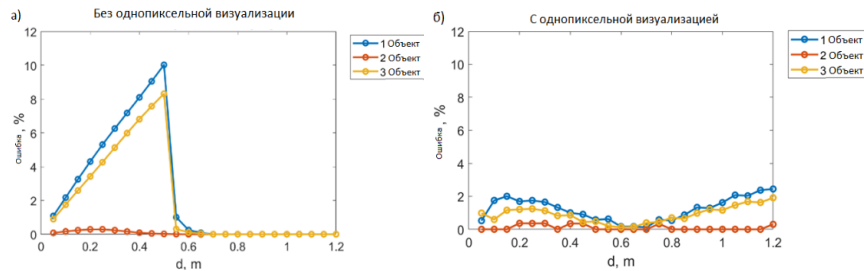 а)
Без однопиксельной визуализации
12
10
8
6
4
2
0
Ошибка , %
0
0.2
0.4
0.6
0.8
1
1.2
d, m
1 Объект
2 Объект
3 Объект
б)
С однопиксельной визуализацией
12
10
8
6
4
2
0
Ошибка , %
0
0.2
0.4
0.6
0.8
1
1.2
d, m
1 Объект
2 Объект
3 Объект